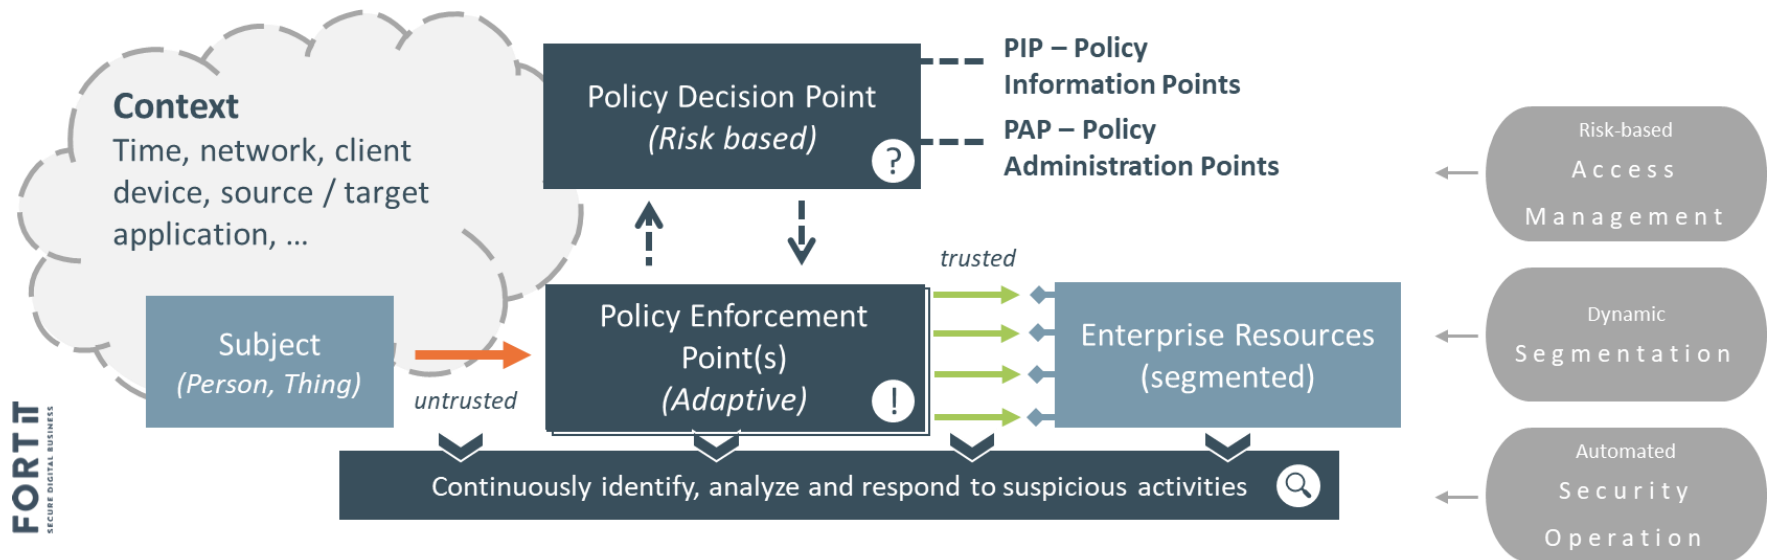 Context
Time, network, client
device, source / target
application, ...
Subject
(Person, Thing)
untrusted
Policy Decision Point
(Risk based)
?
PIP – Policy
Information Points
PAP – Policy
Administration Points
Policy Enforcement
Point(s)
(Adaptive)
!
trusted
Enterprise Resources
(segmented)
Continuously identify, analyze and respond to suspicious activities
Risk-based
Access
Management
Dynamic
Segmentation
Automated
Security
Operation
FORT IT
SECURE DIGITAL BUSINESS